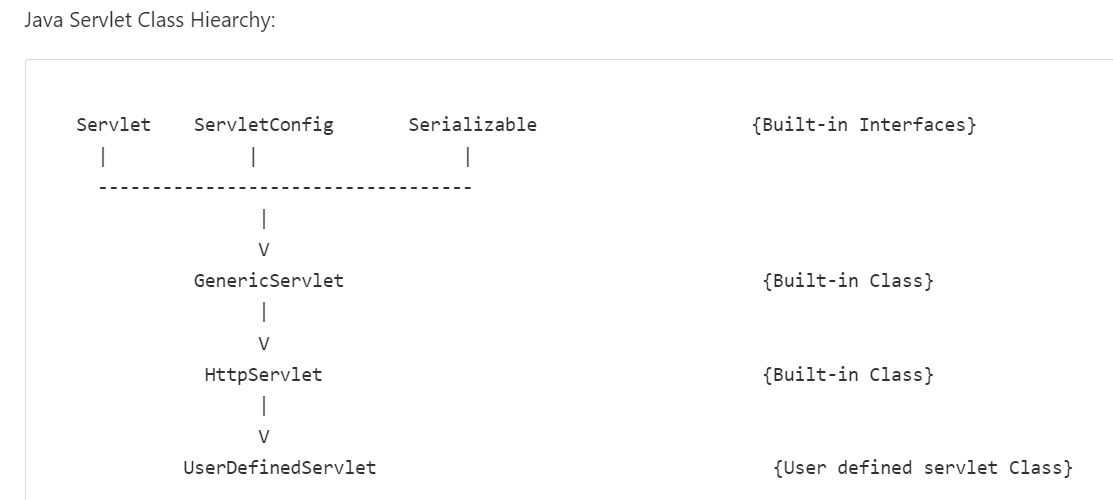 Java Servlet Class Hiearchy:
Servlet    ServletConfig       Serializable                    {Built-in Interfaces}
|             |                   |
-----------------------------------
|
V
GenericServlet                                       {Built-in Class}
|
V
HttpServlet                                         {Built-in Class}
|
V
UserDefinedServlet                                     {User defined servlet Class}